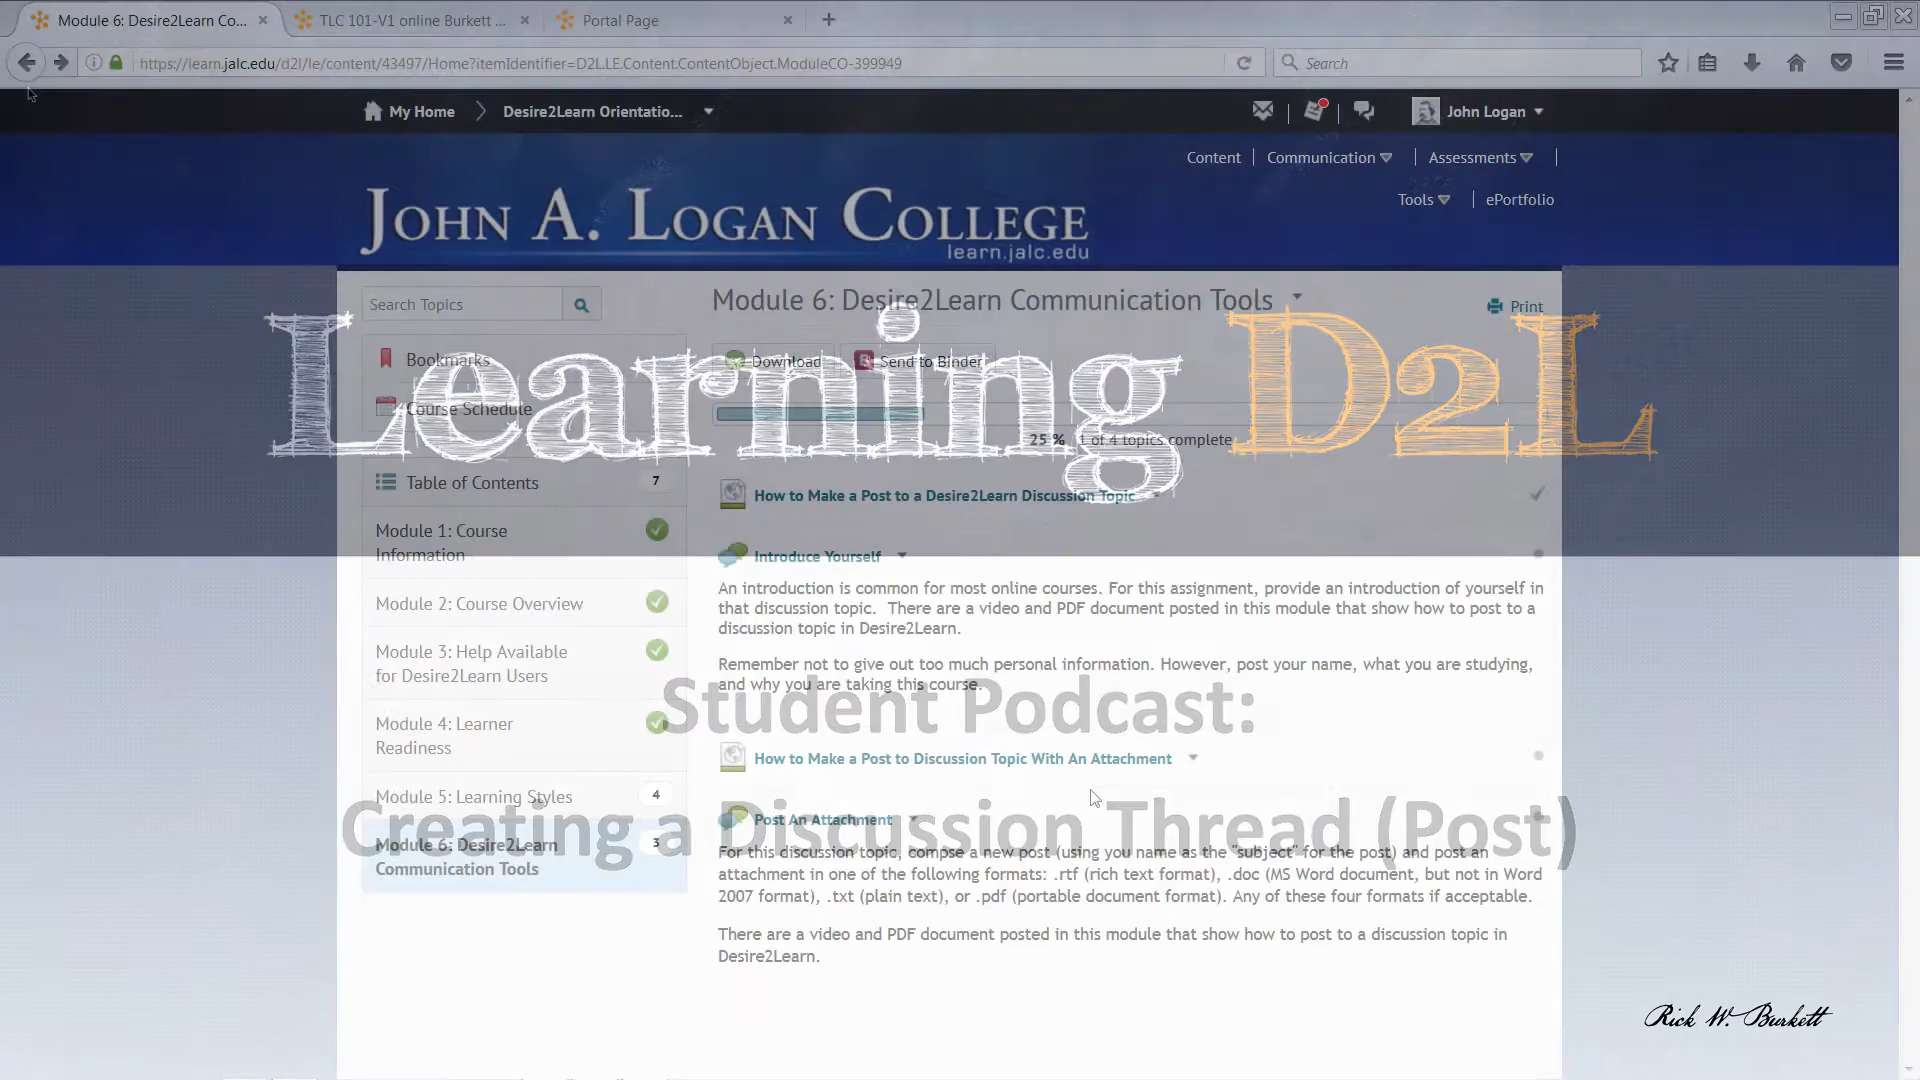 Module 6: Desire2Learn Co...
TLC 101-V1 online Burkett ...
Portal Page
https://learn.jalc.edu/d2l/le/content/43497/Home?itemIdentifier=D2L.LE.Content.ContentObject.ModuleCO-399949
Search
My Home
Desire2Learn Orientatio...
John Logan
Content
Communication
Assessments
Tools
ePortfolio
JOHN A. LOGAN COLLEGE
learn.jalc.edu
Search Topics
Module 6: Desire2Learn Communication Tools
Print
Learning D2L
Bookmarks
Download
Send to Binder
Course Schedule
25 % 1 of 4 topics complete
Table of Contents 7
How to Make a Post to a Desire2Learn Discussion Topic
Module 1: Course
Information
Introduce Yourself
An introduction is common for most online courses. For this assignment, provide an introduction of yourself in
that discussion topic. There are a video and PDF document posted in this module that show how to post to a
discussion topic in Desire2Learn.
Module 2: Course Overview
Module 3: Help Available
for Desire2Learn Users
Remember not to give out too much personal information. However, post your name, what you are studying,
and why you are taking this course.
Student Podcast:
Module 4: Learner
Readiness
How to Make a Post to Discussion Topic With An Attachment
Module 5: Learning Styles 4
Post An Attachment
Creating a Discussion Thread (Post)
Module 6: Desire2Learn 3
Communication Tools
For this discussion topic, compse a new post (using you name as the "subject" for the post) and post an
attachment in one of the following formats: .rtf (rich text format), .doc (MS Word document, but not in Word
2007 format), .txt (plain text), or .pdf (portable document format). Any of these four formats if acceptable.
There are a video and PDF document posted in this module that show how to post to a discussion topic in
Desire2Learn.
Rick W. Burkett